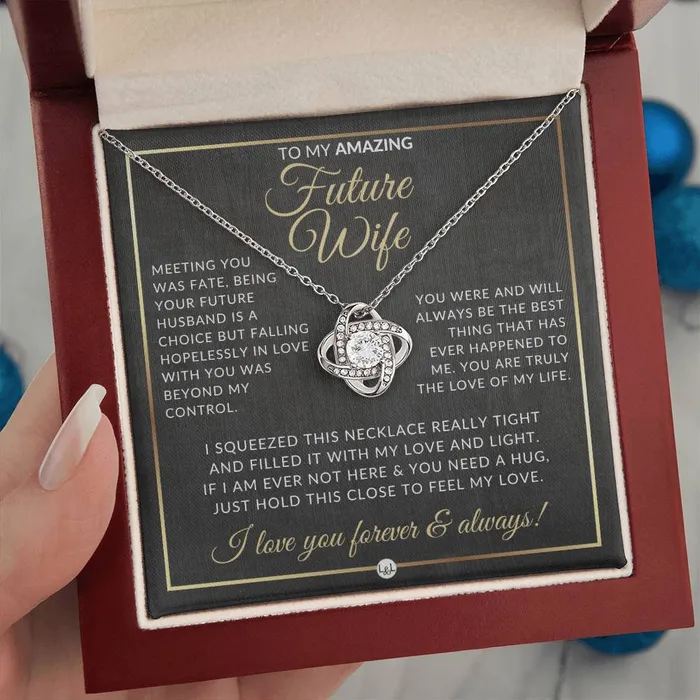 TO MY AMAZING
Future
Wife
MEETING YOU
WAS FATE, BEING
YOUR FUTURE
HUSBAND IS A
CHOICE BUT FALLING
HOPELESSLY IN LOVE
WITH YOU WAS
BEYOND MY
CONTROL.
YOU WERE AND WILL
ALWAYS BE THE BEST
THING THAT HAS
EVER HAPPENED TO
ME. YOU ARE TRULY
THE LOVE OF MY LIFE.
I SQUEEZED THIS NECKLACE REALLY TIGHT
AND FILLED IT WITH MY LOVE AND LIGHT.
IF I AM EVER NOT HERE & YOU NEED A HUG,
JUST HOLD THIS CLOSE TO FEEL MY LOVE.
I love you forever & always!
L&L